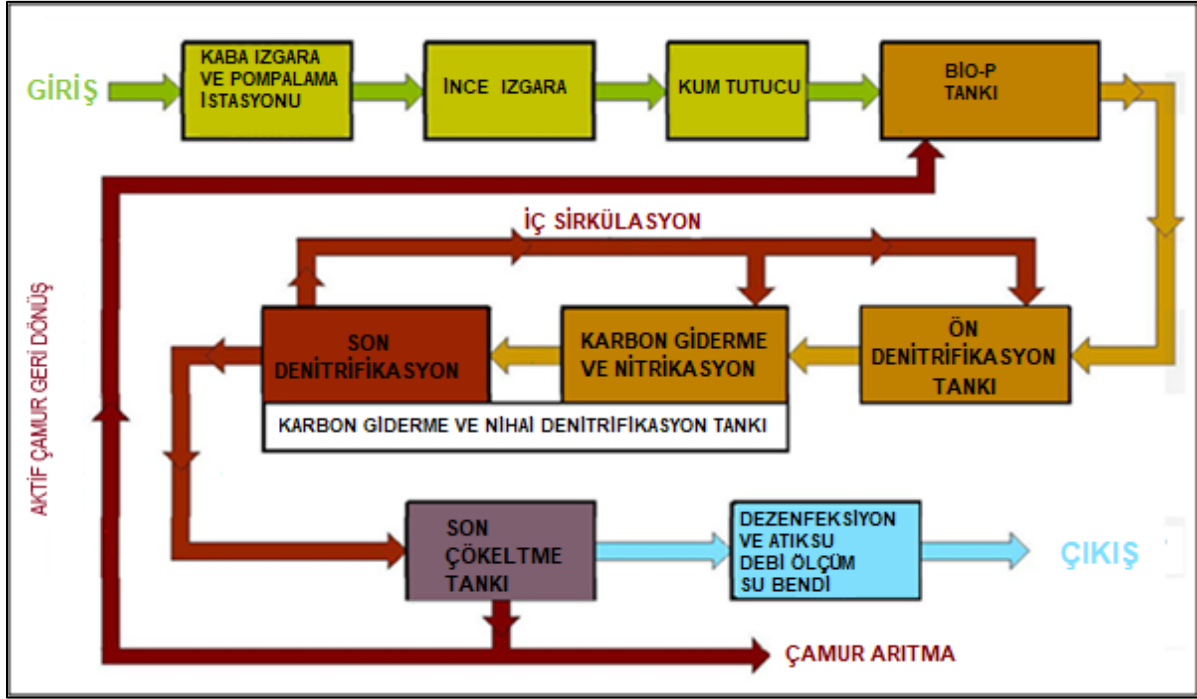 GİRİŞ
KABA IZGARA
VE POMPALAMA
İSTASYONU
İNCE IZGARA
KUM TUTUCU
BİO-P
TANKI
İÇ SİRKÜLASYON
AKTİF ÇAMUR GERİ DÖNÜŞ
SON
DENİTRİFİKASYON
KARBON GİDERME
VE NİTRİKASYON
ÖN
DENİTRİFİKASYON
TANKI
KARBON GİDERME VE NİHAİ DENİTRİFİKASYON TANKI
SON
ÇÖKELTME
TANKI
DEZENFEKSİYON
VE ATIKSU
DEBİ ÖLÇÜM
SU BENDİ
ÇIKIŞ
ÇAMUR ARITMA